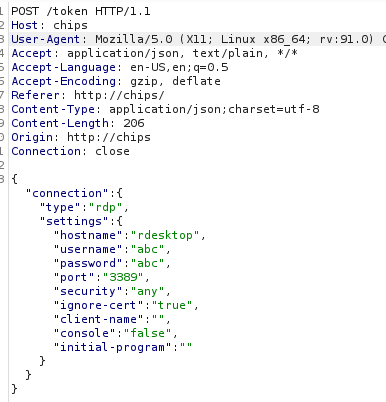 1 POST /token HTTP/1.1
2 Host: chips
3 User-Agent: Mozilla/5.0 (X11; Linux x86_64; rv:91.0)
4 Accept: application/json, text/plain, */*
5 Accept-Language: en-US,en;q=0.5
6 Accept-Encoding: gzip, deflate
7 Referer: http://chips/
8 Content-Type: application/json;charset=utf-8
9 Content-Length: 206
0 Origin: http://chips
1 Connection: close
2
3 {
"connection":{
"type":"rdp",
"settings":{
"hostname":"rdesktop",
"username":"abc",
"password":"abc",
"port":"3389",
"security":"any",
"ignore-cert":"true",
"client-name":"",
"console":"false",
"initial-program":""
}
}
}